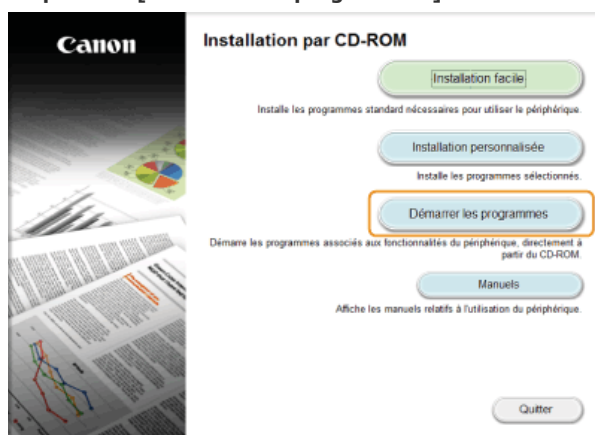 Canon
Installation par CD-ROM
Installation facile
Installe les programmes standard nécessaires pour utiliser le périphérique.
Installation personnalisée
Installe les programmes sélectionnés.
Démarrer les programmes
Démarre les programmes associés aux fonctionnalités du périphérique, directement à
partir du CD-ROM.
Manuels
Affiche les manuels relatifs à l'utilisation du périphérique.
Quitter